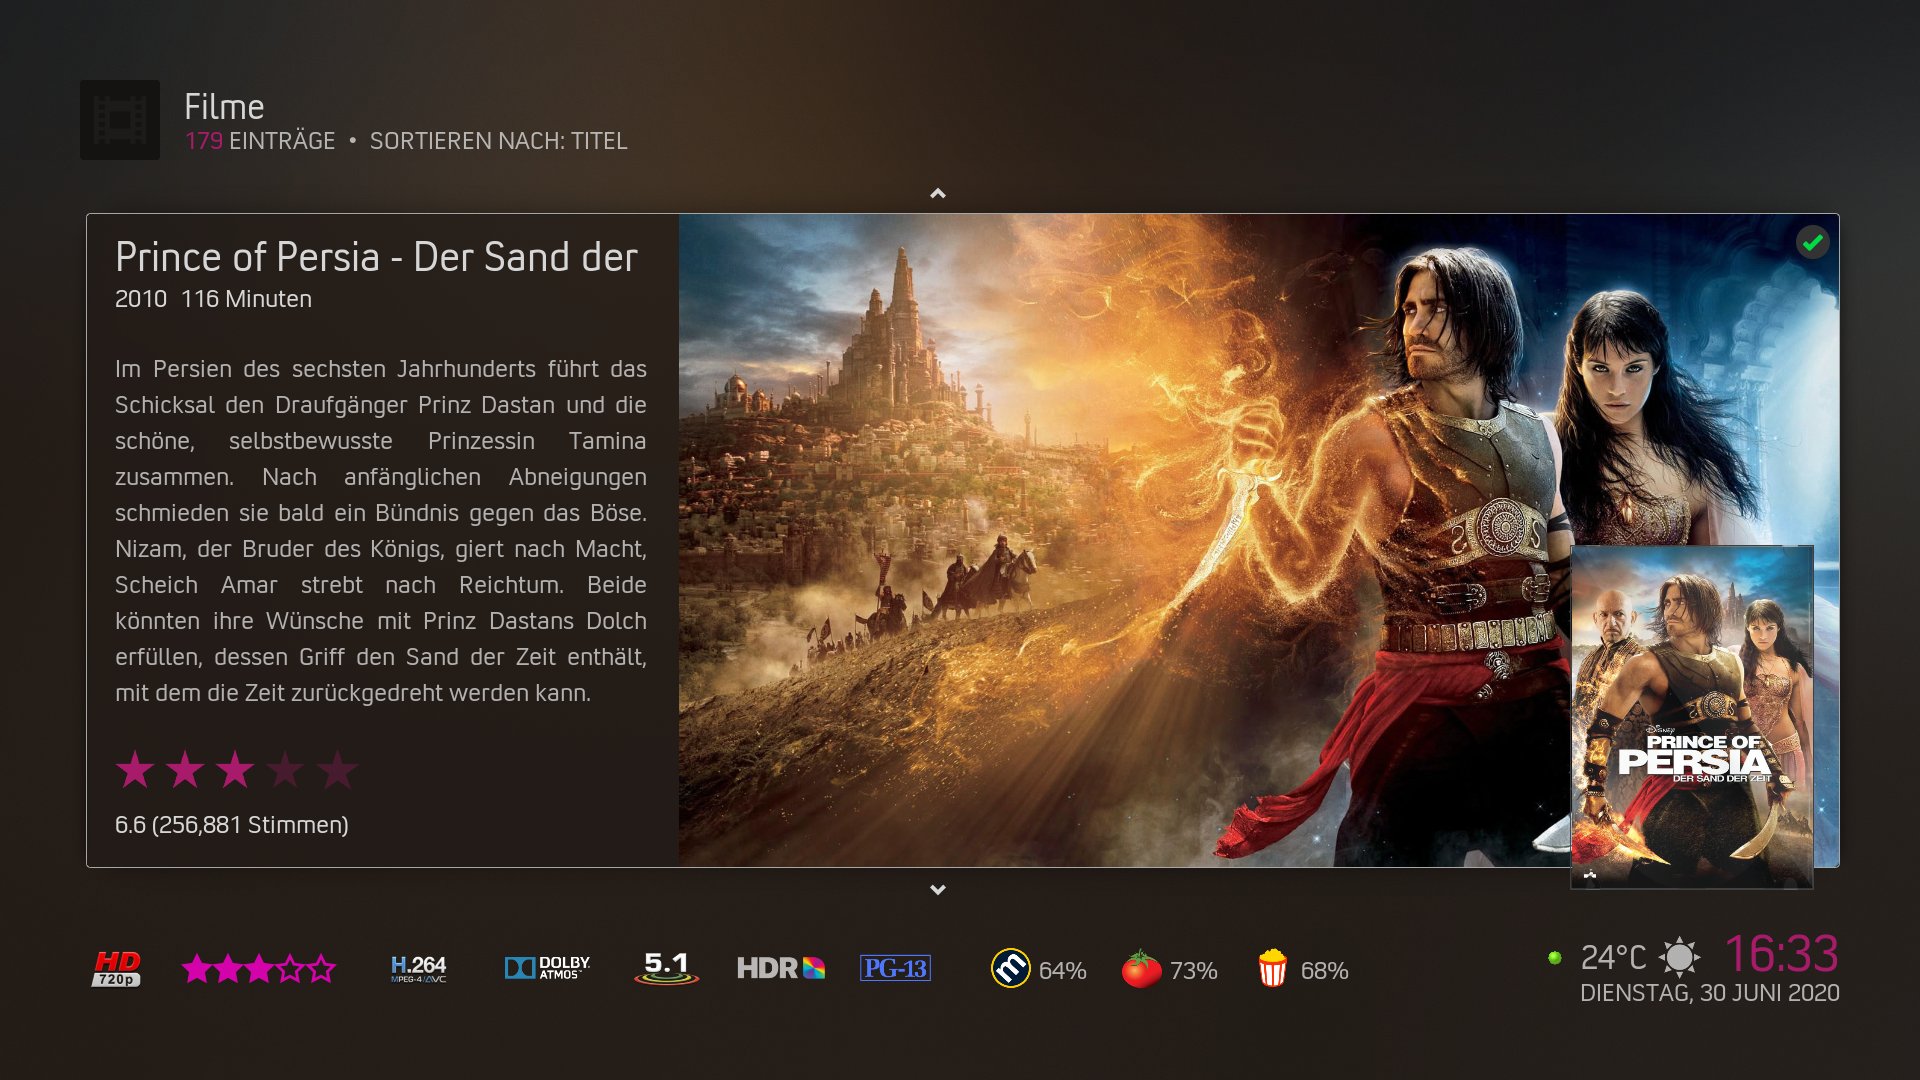 Filme
179 EINTRÄGE • SORTIEREN NACH: TITEL
Prince of Persia - Der Sand der
2010 116 Minuten
Im Persien des sechsten Jahrhunderts führt das
Schicksal den Draufgänger Prinz Dastan und die
schöne, selbstbewusste Prinzessin Tamina
zusammen. Nach anfänglichen Abneigungen
schmieden sie bald ein Bündnis gegen das Böse.
Nizam, der Bruder des Königs, giert nach Macht,
Scheich Amar strebt nach Reichtum. Beide
könnten ihre Wünsche mit Prinz Dastans Dolch
erfüllen, dessen Griff den Sand der Zeit enthält,
mit dem die Zeit zurückgedreht werden kann.
6.6 (256,881 Stimmen)
DISNEY
PRINCE OF
PERSIA
DER SAND DER ZEIT
HD
720p
H.264
MPEG-4/AVC
DOLBY
ATMOS
5.1
HDR
PG-13
m
64%
73%
68%
24°C
16:33
DIENSTAG, 30 JUNI 2020